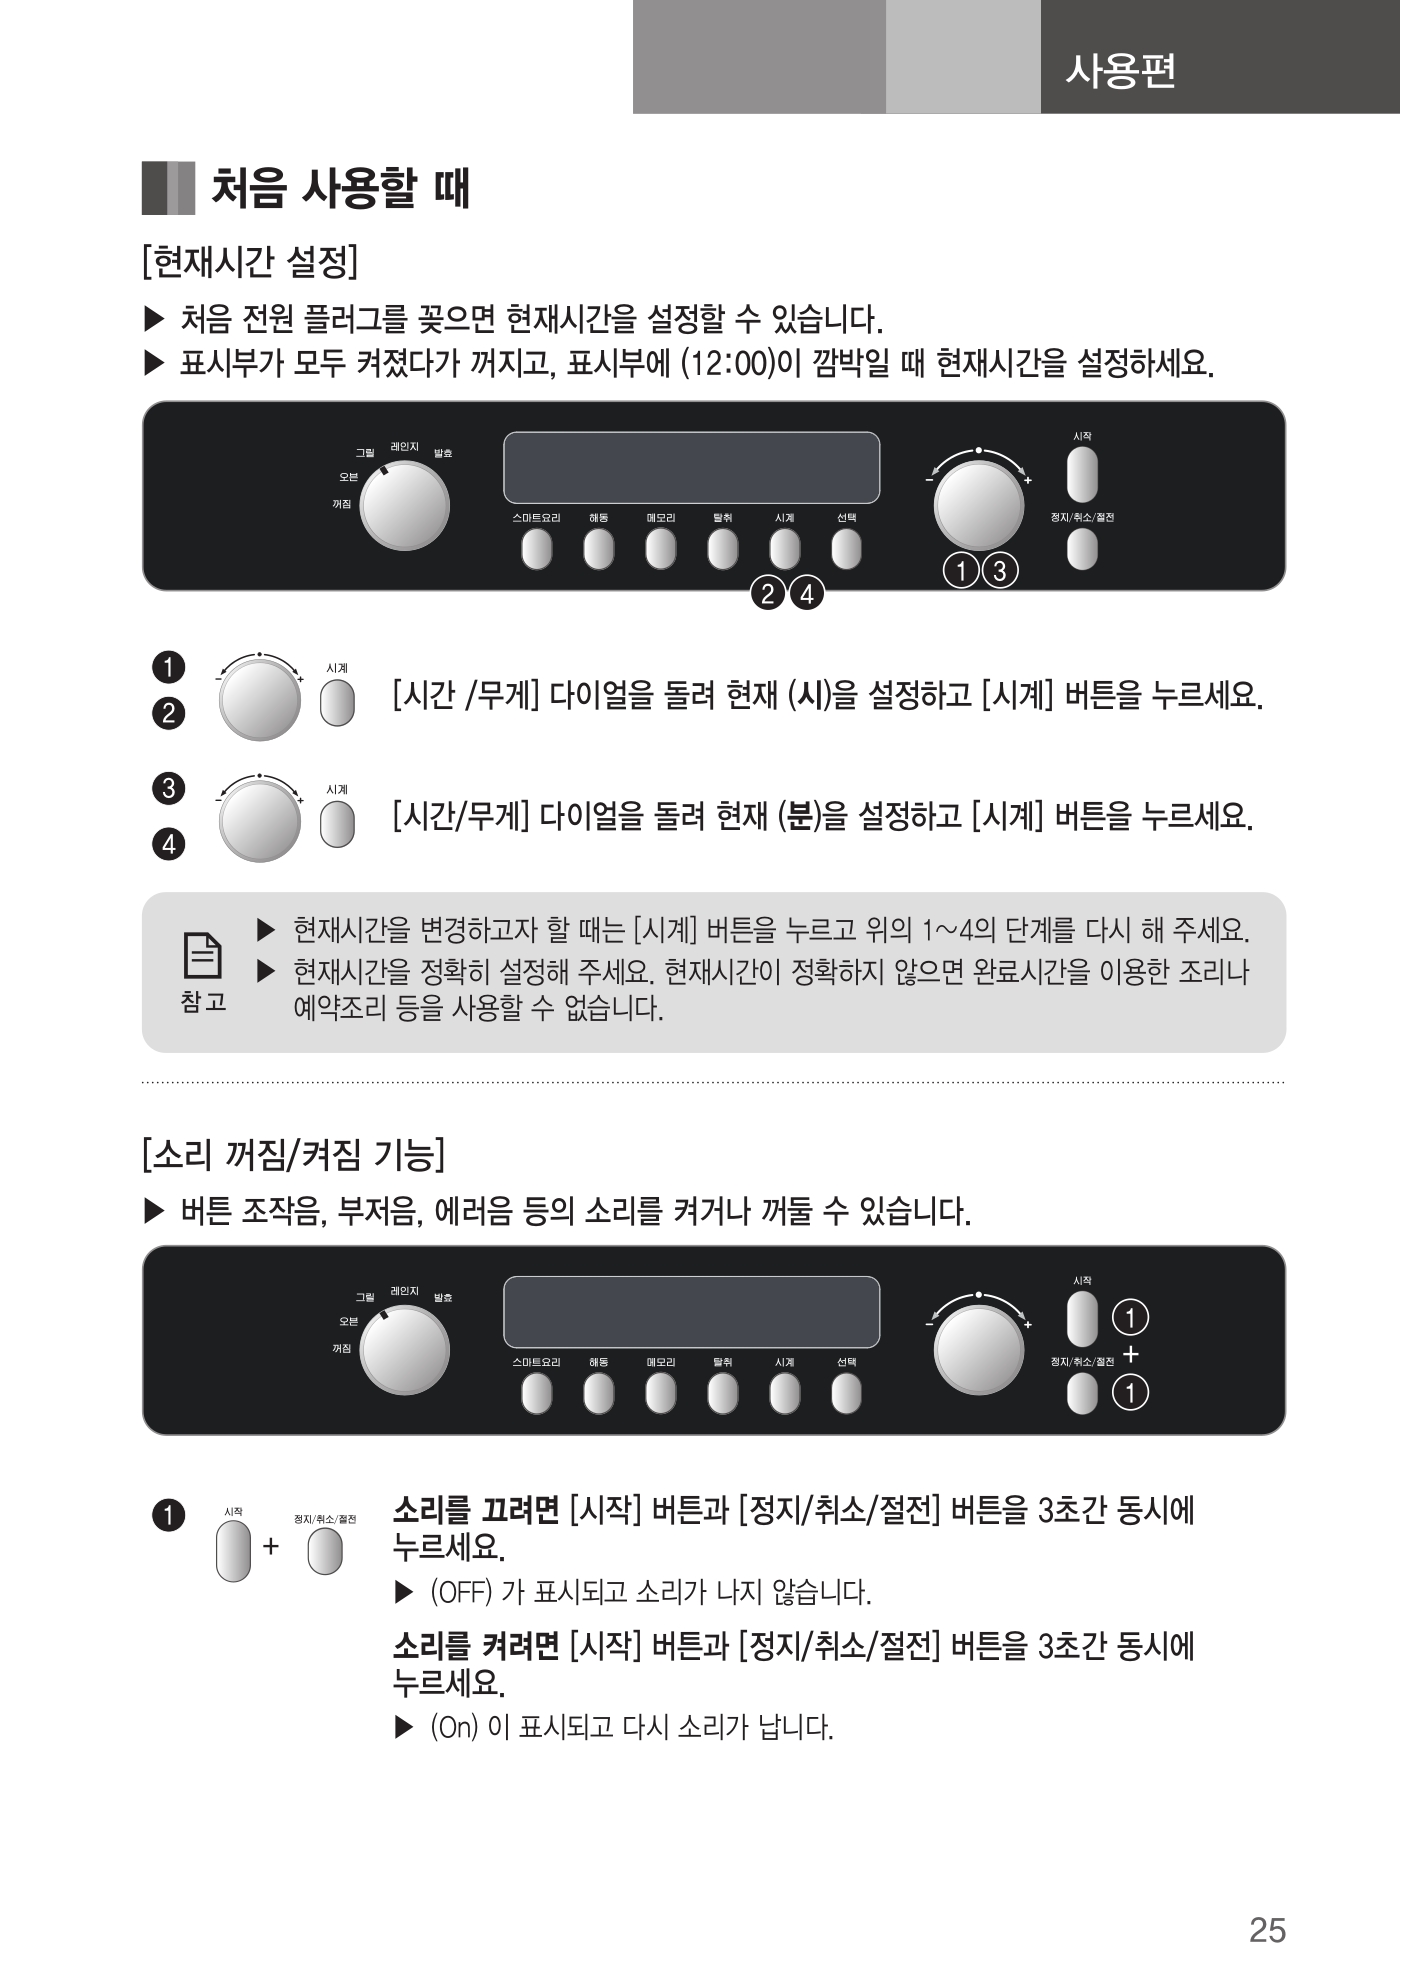 사용편
처음 사용할 때
[현재시간 설정]
▶ 처음 전원 플러그를 꽂으면 현재시간을 설정할 수 있습니다.
▶ 표시부가 모두 켜졌다가 꺼지고, 표시부에 (12:00)이 깜박일 때 현재시간을 설정하세요.
꺼짐 오븐 그릴 레인지 발효
스마트요리 해동 메모리 탈취 시계 선택
− +
시작
정지/취소/절전
1 3
2 4
1
2
− +
시계
[시간 /무게] 다이얼을 돌려 현재 (시)을 설정하고 [시계] 버튼을 누르세요.
3
4
− +
시계
[시간/무게] 다이얼을 돌려 현재 (분)을 설정하고 [시계] 버튼을 누르세요.
참고
▶ 현재시간을 변경하고자 할 때는 [시계] 버튼을 누르고 위의 1~4의 단계를 다시 해 주세요.
▶ 현재시간을 정확히 설정해 주세요. 현재시간이 정확하지 않으면 완료시간을 이용한 조리나
예약조리 등을 사용할 수 없습니다.
[소리 꺼짐/켜짐 기능]
▶ 버튼 조작음, 부저음, 에러음 등의 소리를 켜거나 꺼둘 수 있습니다.
꺼짐 오븐 그릴 레인지 발효
스마트요리 해동 메모리 탈취 시계 선택
− +
시작
정지/취소/절전
1
+
1
1
시작
+
정지/취소/절전
소리를 끄려면 [시작] 버튼과 [정지/취소/절전] 버튼을 3초간 동시에
누르세요.
▶ (OFF) 가 표시되고 소리가 나지 않습니다.
소리를 켜려면 [시작] 버튼과 [정지/취소/절전] 버튼을 3초간 동시에
누르세요.
▶ (On) 이 표시되고 다시 소리가 납니다.
25